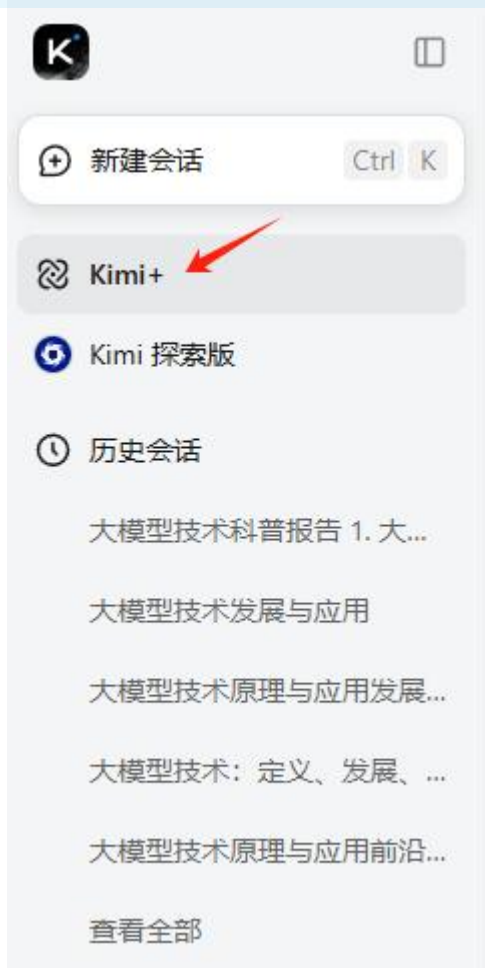 K
新建会话 Ctrl K
Kimi+
Kimi 探索版
历史会话
大模型技术科普报告 1. 大...
大模型技术发展与应用
大模型技术原理与应用发展...
大模型技术：定义、发展、...
大模型技术原理与应用前沿...
查看全部